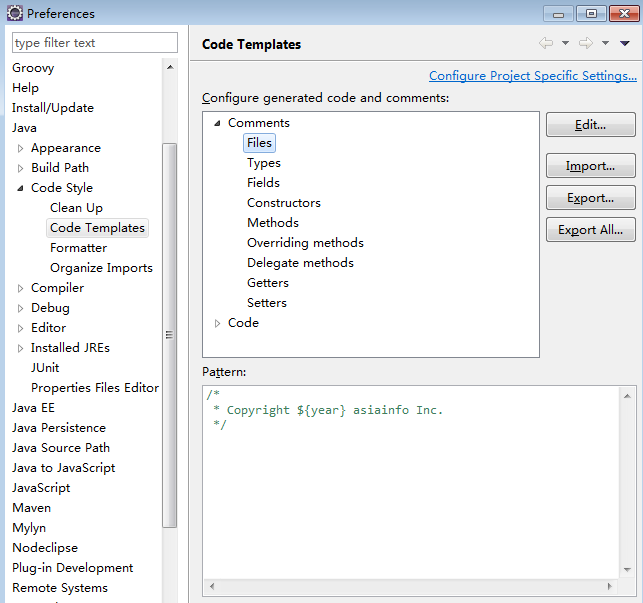 Preferences
type filter text
Groovy
Help
Install/Update
Java
Appearance
Build Path
Code Style
Clean Up
Code Templates
Formatter
Organize Imports
Compiler
Debug
Editor
Installed JREs
JUnit
Properties Files Editor
Java EE
Java Persistence
Java Source Path
Java to JavaScript
JavaScript
Maven
Mylyn
Nodeclipse
Plug-in Development
Remote Systems
Code Templates
Configure Project Specific Settings...
Configure generated code and comments:
Comments
Files
Types
Fields
Constructors
Methods
Overriding methods
Delegate methods
Getters
Setters
Code
Edit...
Import...
Export...
Export All...
Pattern:
/*
 * Copyright ${year} asiainfo Inc.
 */